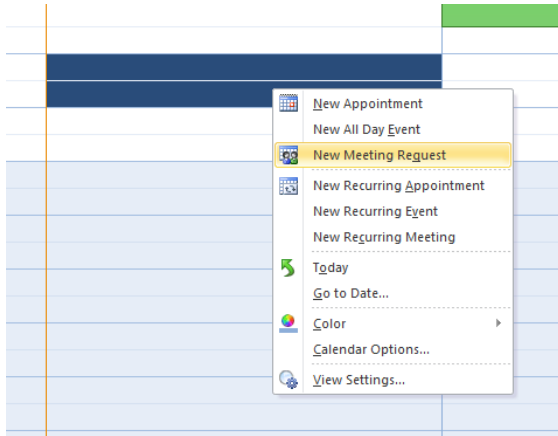 New Appointment
New All Day Event
New Meeting Request
New Recurring Appointment
New Recurring Event
New Recurring Meeting
Today
Go to Date...
Color
Calendar Options...
View Settings...